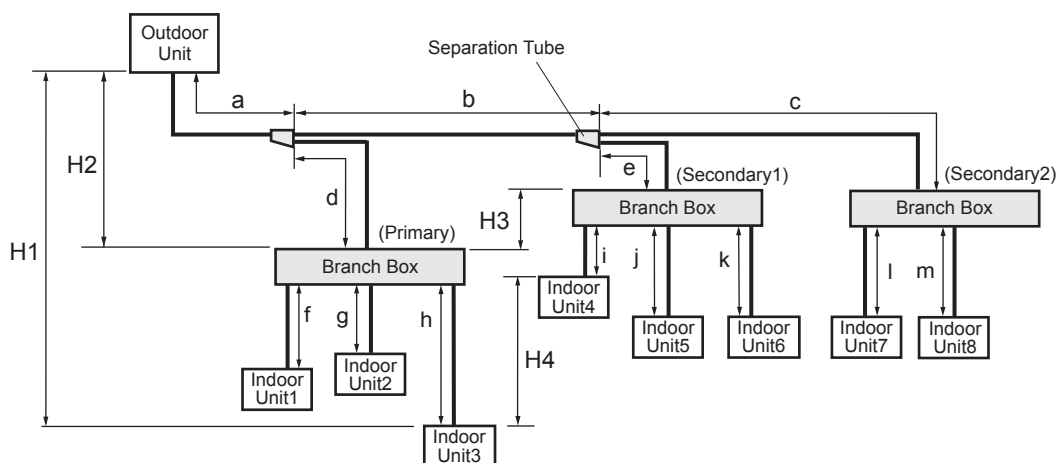 Outdoor
Unit
Separation Tube
a
b
c
H2
d
e
(Secondary1)
(Secondary2)
H3
Branch Box
Branch Box
(Primary)
H1
Branch Box
i
j
k
l
m
Indoor
Unit4
f
g
h
H4
Indoor
Unit5
Indoor
Unit6
Indoor
Unit7
Indoor
Unit8
Indoor
Unit2
Indoor
Unit1
Indoor
Unit3